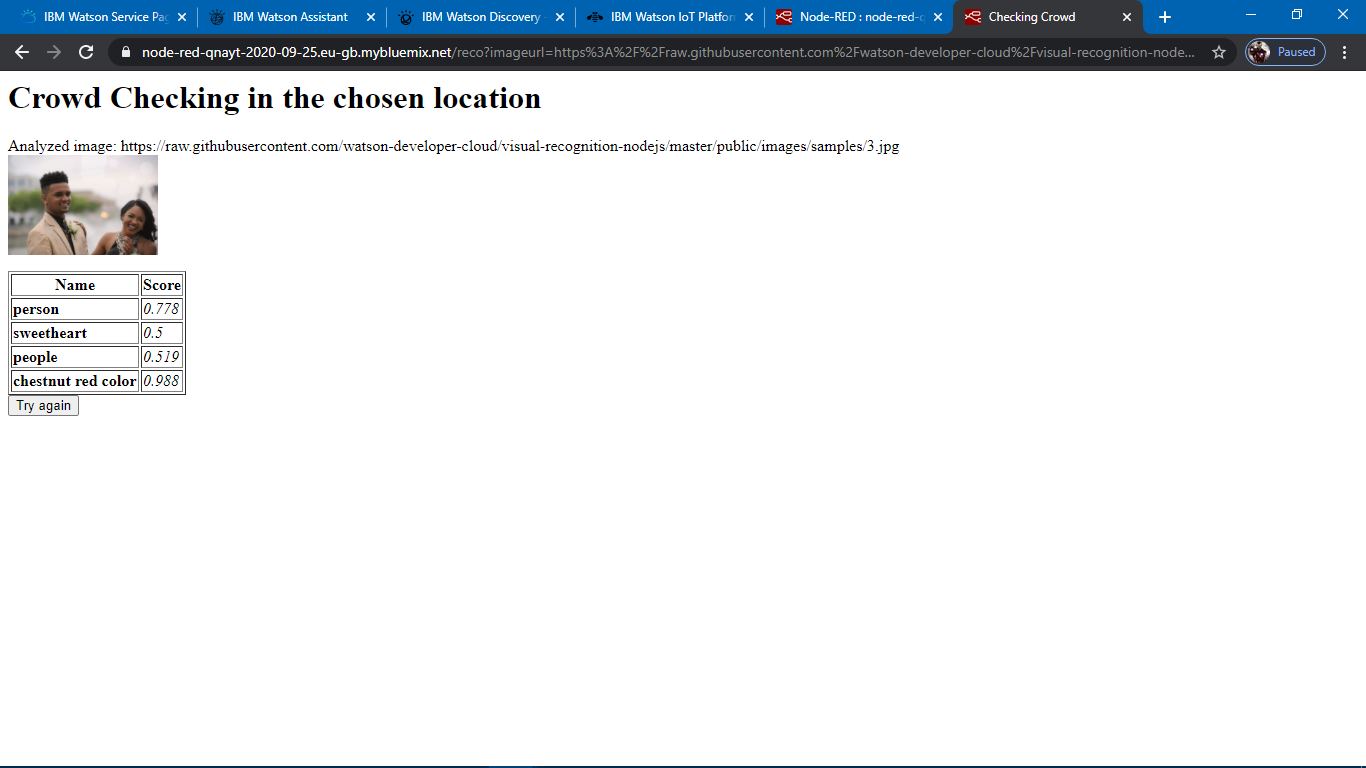 IBM Watson Service Pag
IBM Watson Assistant
IBM Watson Discovery -
IBM Watson IoT Platforn
Node-RED : node-red-q
Checking Crowd
node-red-qnayt-2020-09-25.eu-gb.mybluemix.net/reco?imageurl=https%3A%2F%2Fraw.githubusercontent.com%2Fwatson-developer-cloud%2Fvisual-recognition-node...
Paused
Crowd Checking in the chosen location
Analyzed image: https://raw.githubusercontent.com/watson-developer-cloud/visual-recognition-nodejs/master/public/images/samples/3.jpg
Name Score
person 0.778
sweetheart 0.5
people 0.519
chestnut red color 0.988
Try again